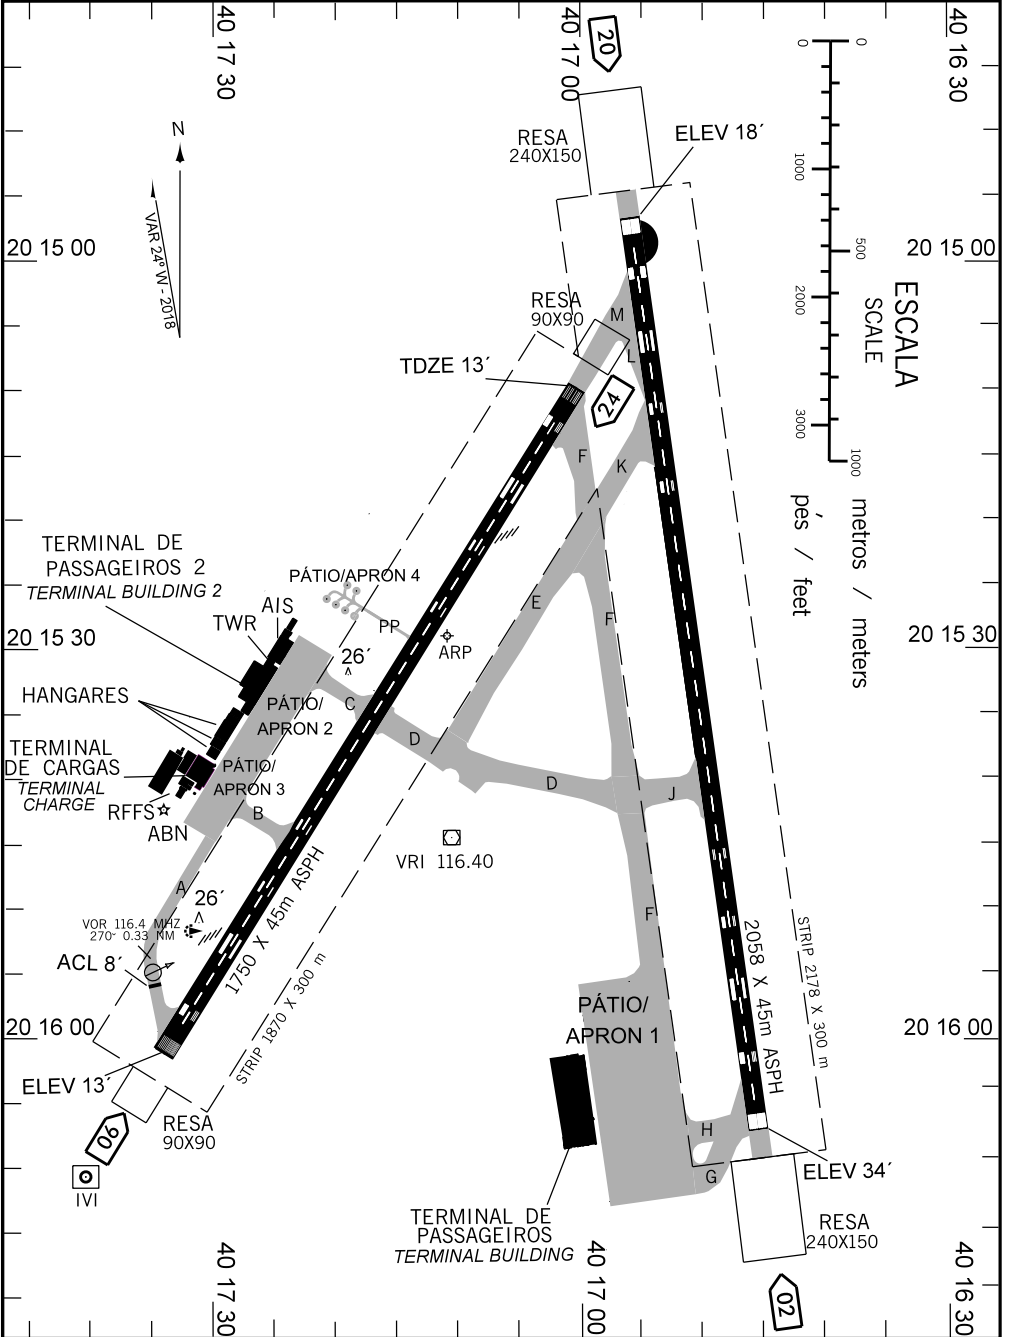 40 17 30
40 17 00
40 16 30
20
0
0
RESA
240X150
ELEV 18´
N
VAR 24º W - 2018
1000
500
2000
3000
1000
20 15 00
20 15 00
ESCALA
SCALE
metros / meters
pés / feet
RESA
90X90
M
L
TDZE 13´
24
F
K
TERMINAL DE
PASSAGEIROS 2
TERMINAL BUILDING 2
PÁTIO/APRON 4
AIS
TWR
PP
E
F
ARP
26´
20 15 30
20 15 30
HANGARES
C
PÁTIO/
APRON 2
D
TERMINAL
DE CARGAS
TERMINAL
CHARGE
PÁTIO/
APRON 3
D
J
RFFS
ABN
B
VRI 116.40
A
26´
1750 X 45m ASPH
F
VOR 116.4 MHZ
270˚ 0.33 NM
ACL 8´
STRIP 1870 X 300 m
2058 X 45m ASPH
STRIP 2178 X 300 m
PÁTIO/
APRON 1
20 16 00
20 16 00
ELEV 13´
RESA
90X90
06
IVI
H
G
ELEV 34´
TERMINAL DE
PASSAGEIROS
TERMINAL BUILDING
RESA
240X150
02
40 17 30
40 17 00
40 16 30